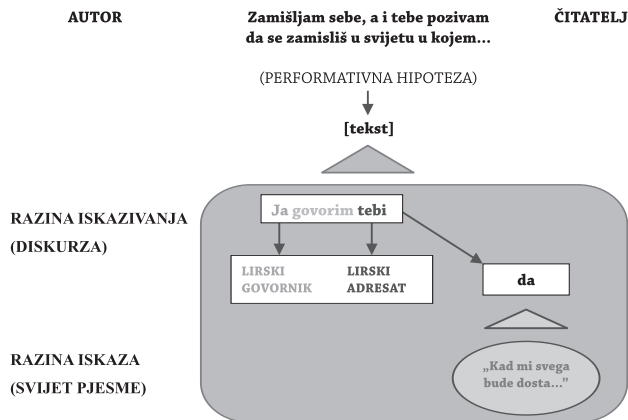 AUTOR
Zamišljam sebe, a i tebe pozivam
da se zamisliš u svijetu u kojem...
ČITATELJ
(PERFORMATIVNA HIPOTEZA)
[tekst]
RAZINA ISKAZIVANJA
(DISKURZA)
Ja govorim tebi
LIRSKI
GOVORNIK
LIRSKI
ADRESAT
da
RAZINA ISKAZA
(SVIJET PJESME)
„Kad mi svega
bude dosta...”